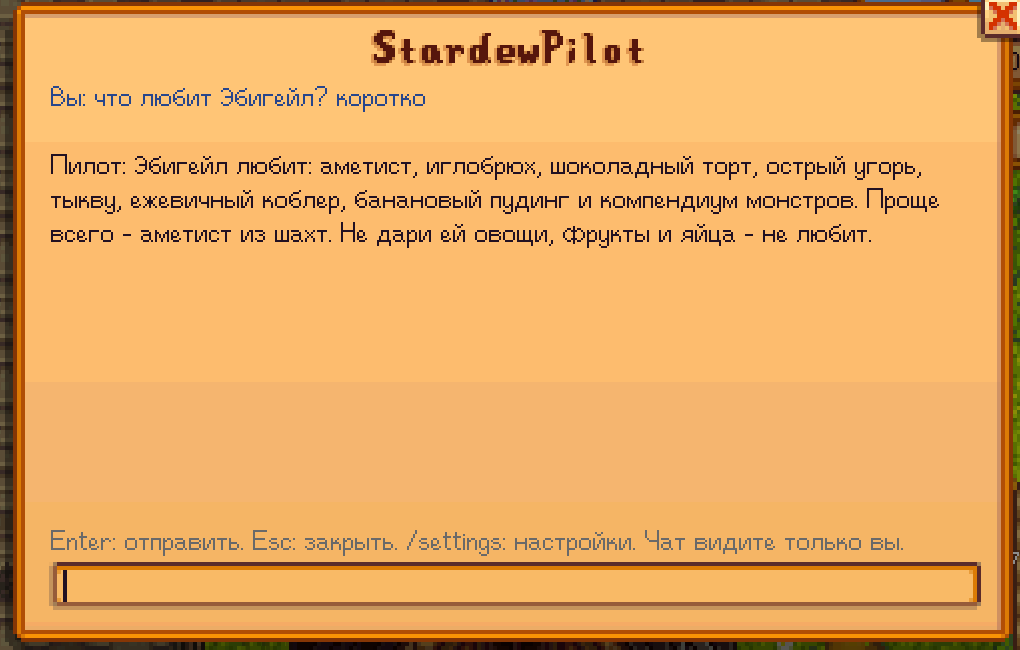 StardewPilot
Вы: что любит Эбигейл? коротко
Пилот: Эбигейл любит: аметист, иглобрюх, шоколадный торт, острый угорь,
тыкву, ежевичный коблер, банановый пудинг и компендиум монстров. Проще
всего - аметист из шахт. Не дари ей овощи, фрукты и яйца - не любит.
Enter: отправить. Esc: закрыть. /settings: настройки. Чат видите только вы.